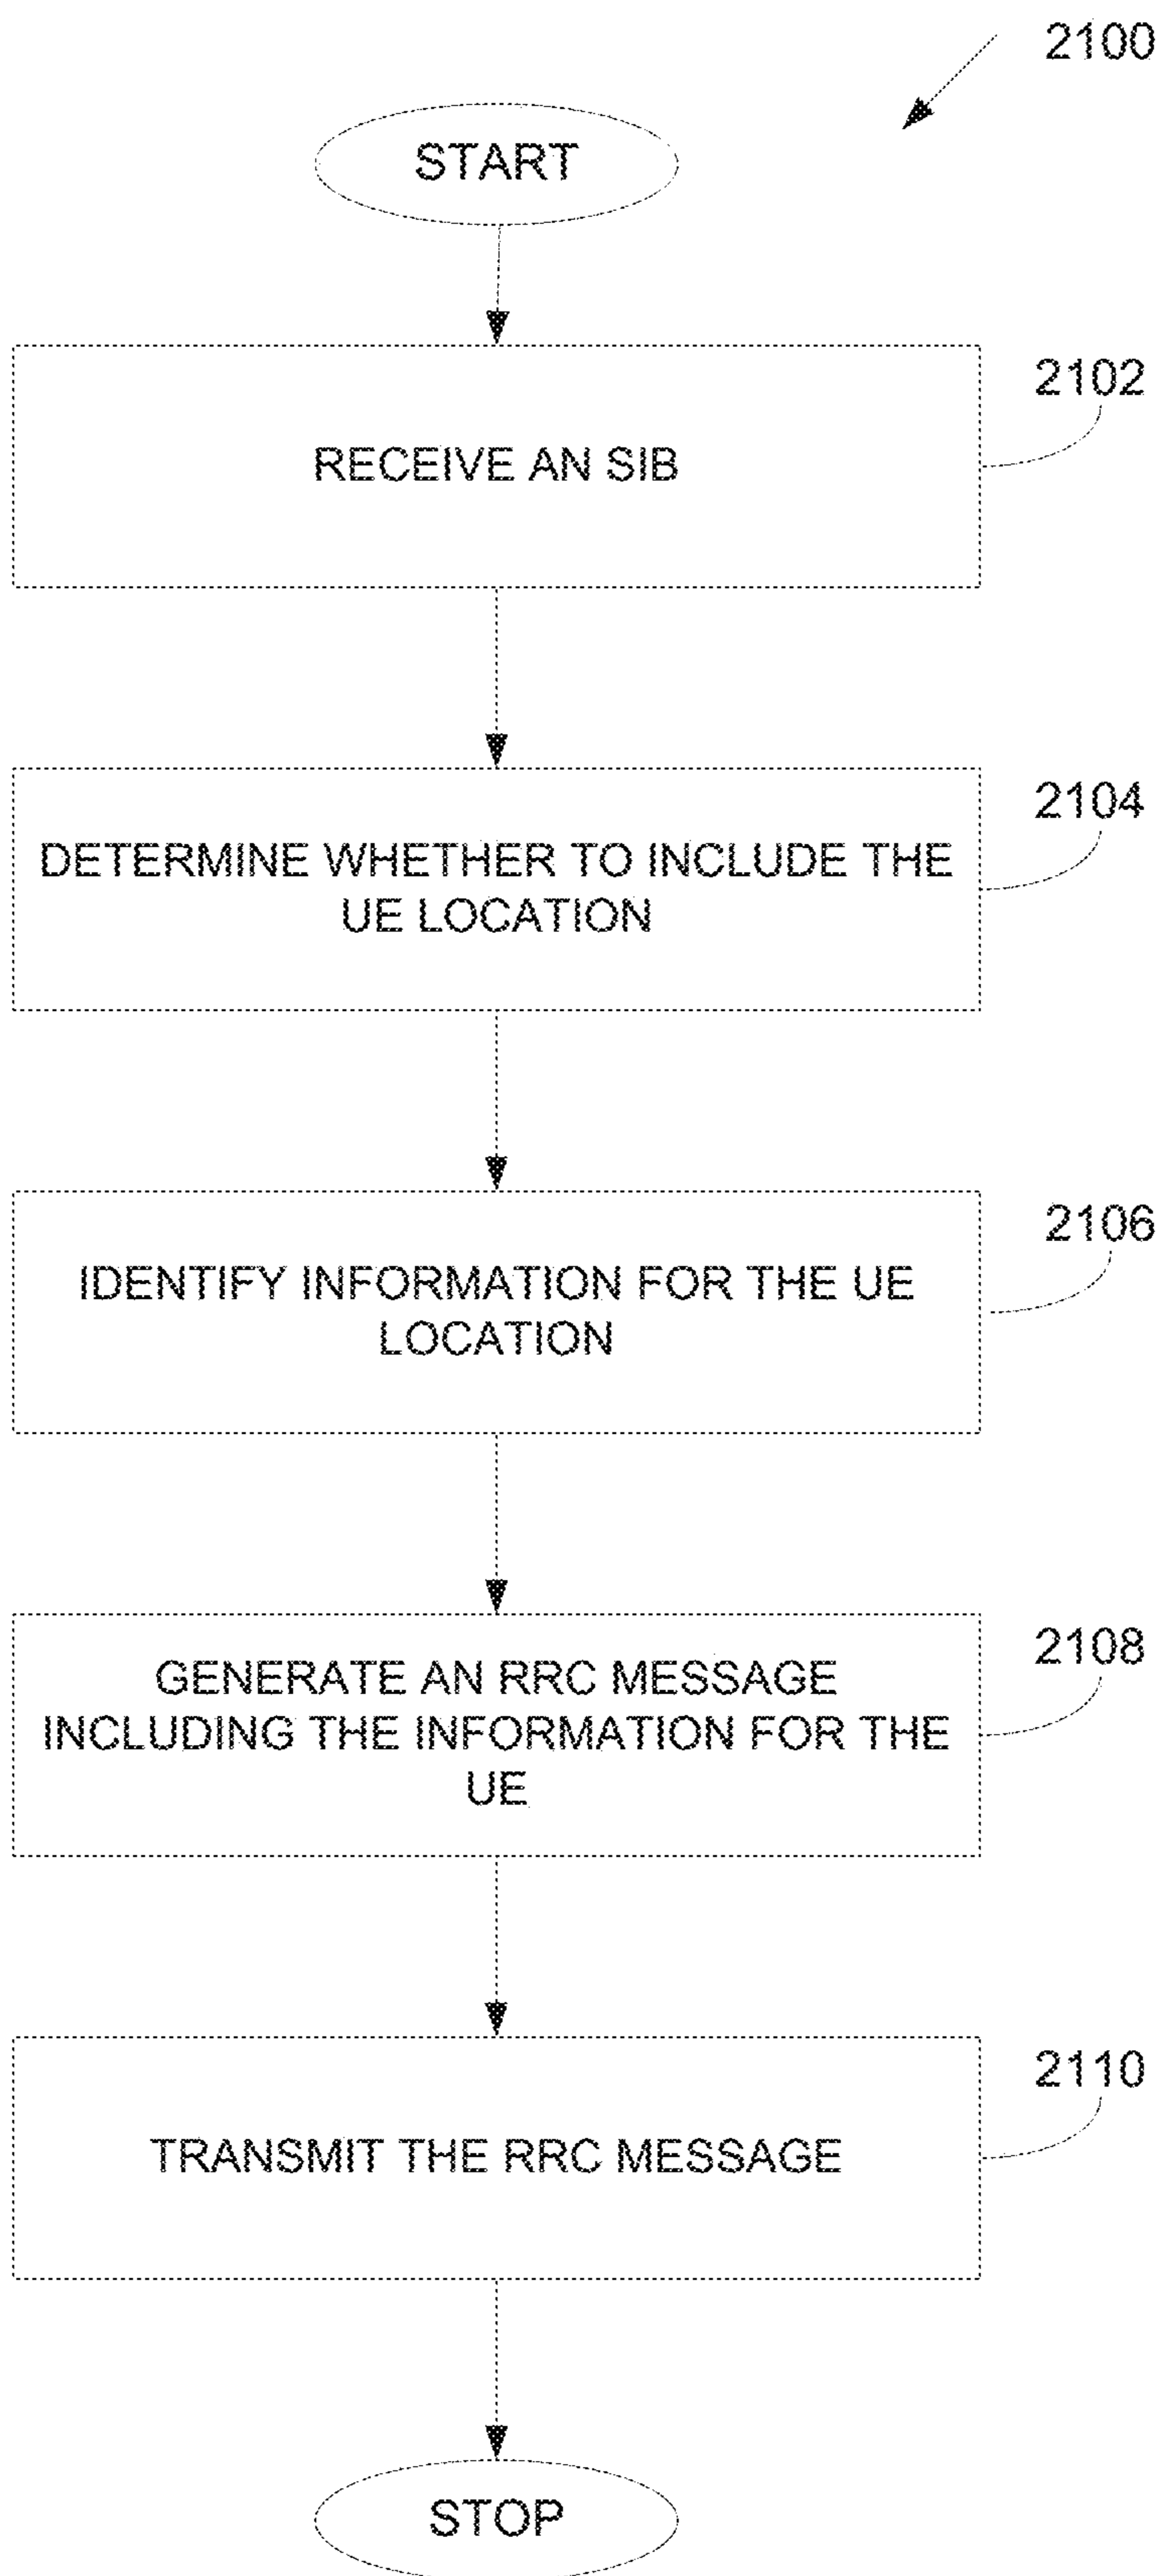 2100
START
2102
RECEIVE AN SIB
2104
DETERMINE WHETHER TO INCLUDE THE
UE LOCATION
2106
IDENTIFY INFORMATION FOR THE UE
LOCATION
2108
GENERATE AN RRC MESSAGE
INCLUDING THE INFORMATION FOR THE
UE
2110
TRANSMIT THE RRC MESSAGE
STOP